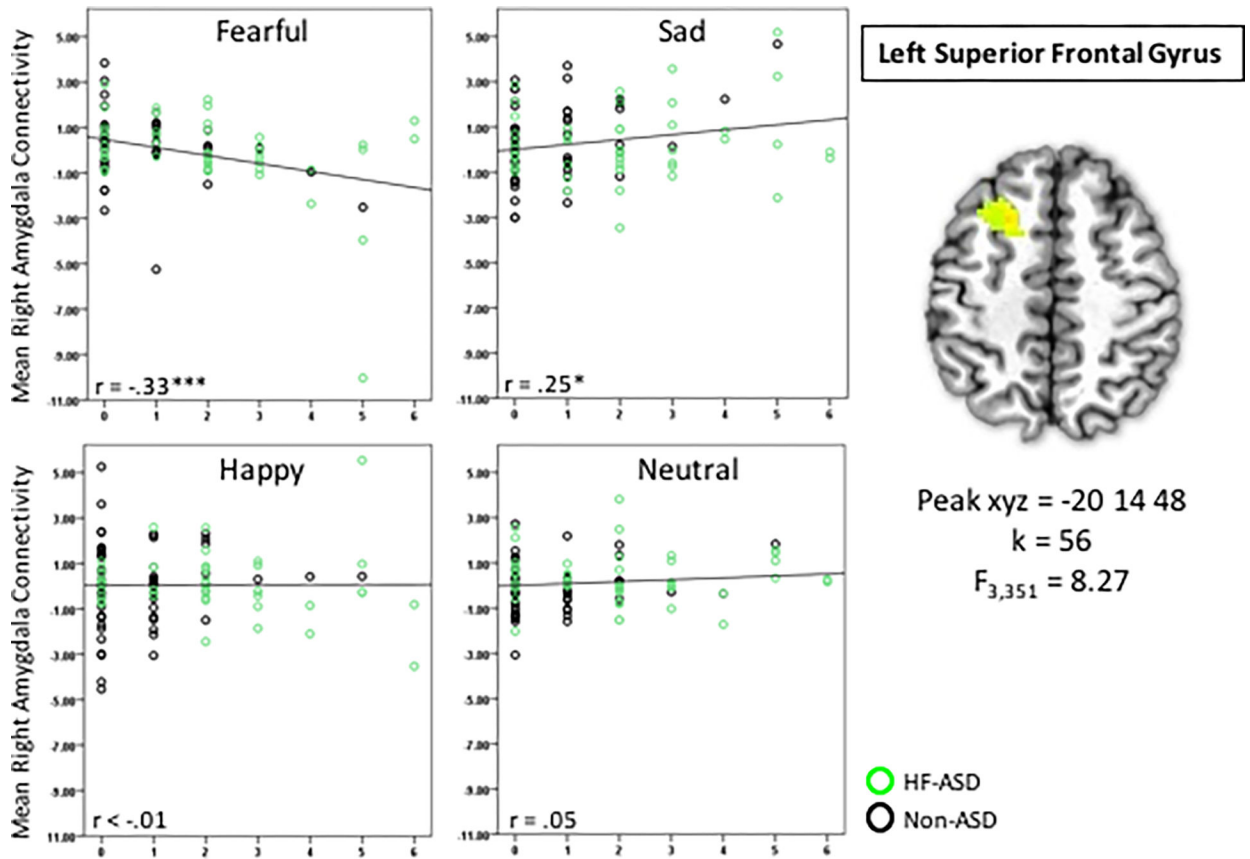 Fearful
Mean Right Amygdala Connectivity
5.00
3.00
1.00
-1.00
-3.00
-5.00
-7.00
-9.00
-11.00
r = -.33***
0 1 2 3 4 5 6
Sad
5.00
3.00
1.00
-1.00
-3.00
-5.00
-7.00
-9.00
-11.00
r = .25*
0 1 2 3 4 5 6
Left Superior Frontal Gyrus
Happy
Mean Right Amygdala Connectivity
5.00
3.00
1.00
-1.00
-3.00
-5.00
-7.00
-9.00
-11.00
r < -.01
0 1 2 3 4 5 6
Neutral
5.00
3.00
1.00
-1.00
-3.00
-5.00
-7.00
-9.00
-11.00
r = .05
0 1 2 3 4 5 6
Peak xyz = -20 14 48
k = 56
F3,351 = 8.27
HF-ASD
Non-ASD